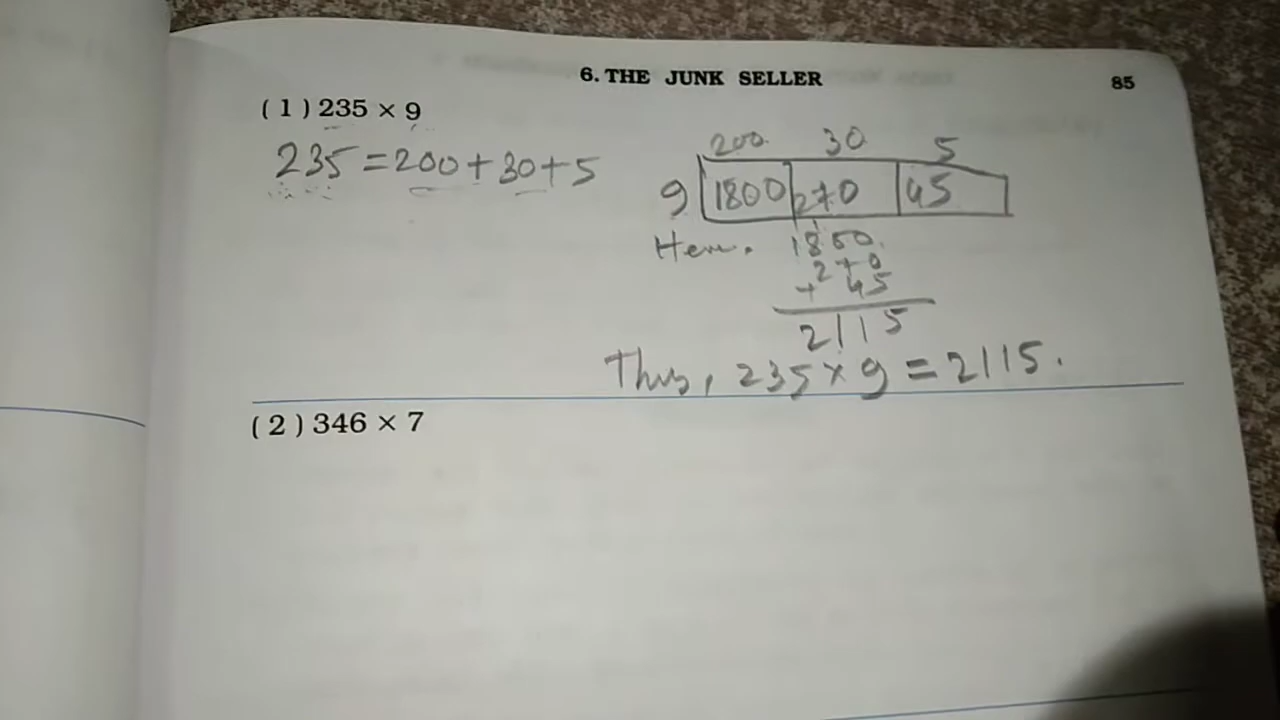 6. THE JUNK SELLER 85
( 1 ) 235 × 9
235 = 200 + 30 + 5
200 30 5
9 1800 270 45
1
1800
270
+ 45
2115
Thus, 235 × 9 = 2115.
( 2 ) 346 × 7